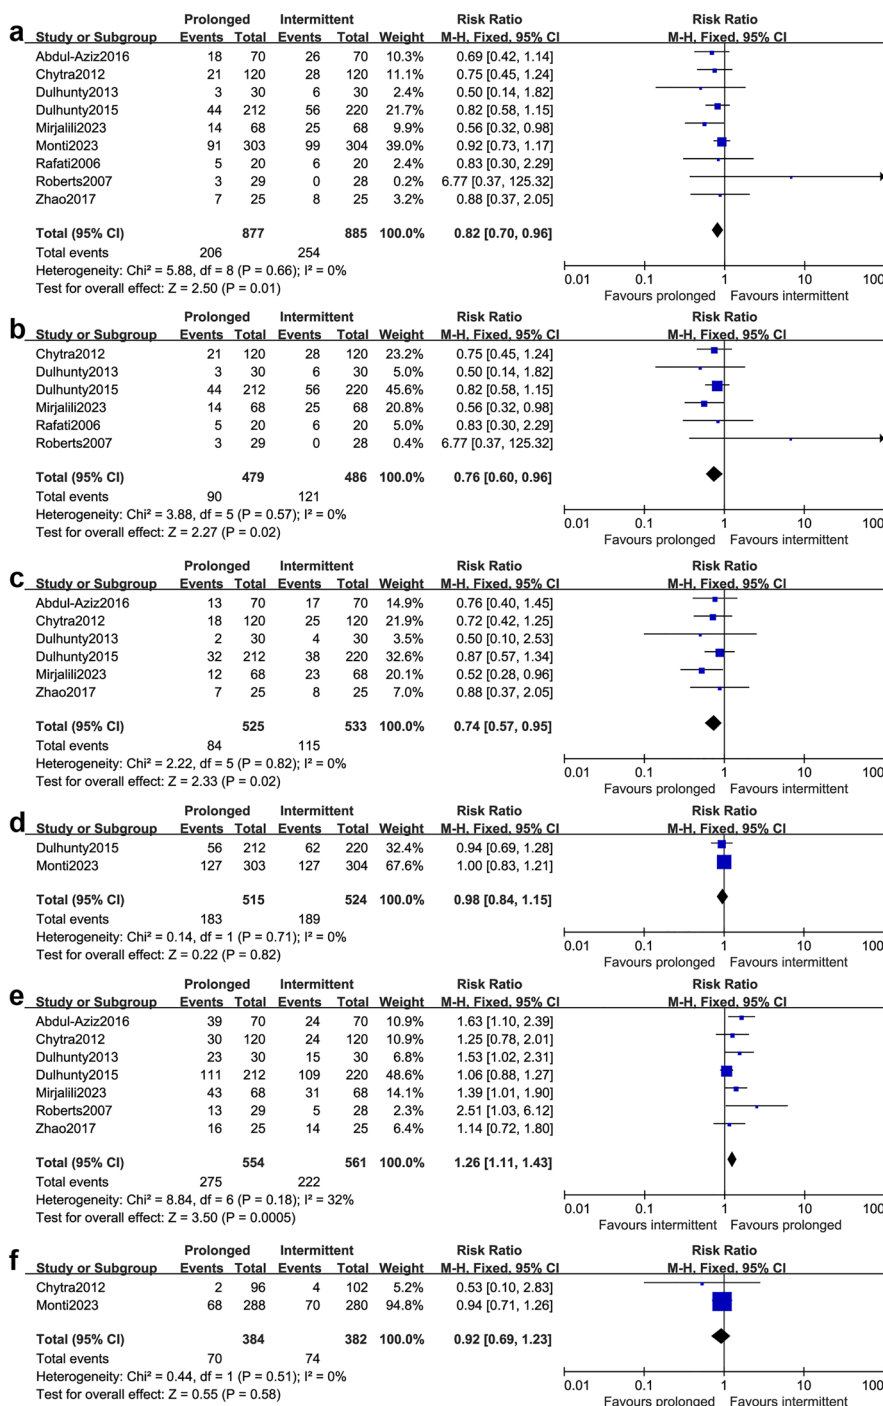 a
Prolonged Intermittent Risk Ratio Risk Ratio
Study or Subgroup Events Total Events Total Weight M-H, Fixed, 95% CI M-H, Fixed, 95% CI
Abdul-Aziz2016 18 70 26 70 10.3% 0.69 [0.42, 1.14]
Chytra2012 21 120 28 120 11.1% 0.75 [0.45, 1.24]
Dulhunty2013 3 30 6 30 2.4% 0.50 [0.14, 1.82]
Dulhunty2015 44 212 56 220 21.7% 0.82 [0.58, 1.15]
Mirjalili2023 14 68 25 68 9.9% 0.56 [0.32, 0.98]
Monti2023 91 303 99 304 39.0% 0.92 [0.73, 1.17]
Rafati2006 5 20 6 20 2.4% 0.83 [0.30, 2.29]
Roberts2007 3 29 0 28 0.2% 6.77 [0.37, 125.32]
Zhao2017 7 25 8 25 3.2% 0.88 [0.37, 2.05]
Total (95% CI) 877 885 100.0% 0.82 [0.70, 0.96]
Total events 206 254
Heterogeneity: Chi² = 5.88, df = 8 (P = 0.66); I² = 0%
Test for overall effect: Z = 2.50 (P = 0.01)
0.01 0.1 1 10 100
Favours prolonged Favours intermittent
b
Prolonged Intermittent Risk Ratio Risk Ratio
Study or Subgroup Events Total Events Total Weight M-H, Fixed, 95% CI M-H, Fixed, 95% CI
Chytra2012 21 120 28 120 23.2% 0.75 [0.45, 1.24]
Dulhunty2013 3 30 6 30 5.0% 0.50 [0.14, 1.82]
Dulhunty2015 44 212 56 220 45.6% 0.82 [0.58, 1.15]
Mirjalili2023 14 68 25 68 20.8% 0.56 [0.32, 0.98]
Rafati2006 5 20 6 20 5.0% 0.83 [0.30, 2.29]
Roberts2007 3 29 0 28 0.4% 6.77 [0.37, 125.32]
Total (95% CI) 479 486 100.0% 0.76 [0.60, 0.96]
Total events 90 121
Heterogeneity: Chi² = 3.88, df = 5 (P = 0.57); I² = 0%
Test for overall effect: Z = 2.27 (P = 0.02)
0.01 0.1 1 10 100
Favours prolonged Favours intermittent
c
Prolonged Intermittent Risk Ratio Risk Ratio
Study or Subgroup Events Total Events Total Weight M-H, Fixed, 95% CI M-H, Fixed, 95% CI
Abdul-Aziz2016 13 70 17 70 14.9% 0.76 [0.40, 1.45]
Chytra2012 18 120 25 120 21.9% 0.72 [0.42, 1.25]
Dulhunty2013 2 30 4 30 3.5% 0.50 [0.10, 2.53]
Dulhunty2015 32 212 38 220 32.6% 0.87 [0.57, 1.34]
Mirjalili2023 12 68 23 68 20.1% 0.52 [0.28, 0.96]
Zhao2017 7 25 8 25 7.0% 0.88 [0.37, 2.05]
Total (95% CI) 525 533 100.0% 0.74 [0.57, 0.95]
Total events 84 115
Heterogeneity: Chi² = 2.22, df = 5 (P = 0.82); I² = 0%
Test for overall effect: Z = 2.33 (P = 0.02)
0.01 0.1 1 10 100
Favours prolonged Favours intermittent
d
Prolonged Intermittent Risk Ratio Risk Ratio
Study or Subgroup Events Total Events Total Weight M-H, Fixed, 95% CI M-H, Fixed, 95% CI
Dulhunty2015 56 212 62 220 32.4% 0.94 [0.69, 1.28]
Monti2023 127 303 127 304 67.6% 1.00 [0.83, 1.21]
Total (95% CI) 515 524 100.0% 0.98 [0.84, 1.15]
Total events 183 189
Heterogeneity: Chi² = 0.14, df = 1 (P = 0.71); I² = 0%
Test for overall effect: Z = 0.22 (P = 0.82)
0.01 0.1 1 10 100
Favours prolonged Favours intermittent
e
Prolonged Intermittent Risk Ratio Risk Ratio
Study or Subgroup Events Total Events Total Weight M-H, Fixed, 95% CI M-H, Fixed, 95% CI
Abdul-Aziz2016 39 70 24 70 10.9% 1.63 [1.10, 2.39]
Chytra2012 30 120 24 120 10.9% 1.25 [0.78, 2.01]
Dulhunty2013 23 30 15 30 6.8% 1.53 [1.02, 2.31]
Dulhunty2015 111 212 109 220 48.6% 1.06 [0.88, 1.27]
Mirjalili2023 43 68 31 68 14.1% 1.39 [1.01, 1.90]
Roberts2007 13 29 5 28 2.3% 2.51 [1.03, 6.12]
Zhao2017 16 25 14 25 6.4% 1.14 [0.72, 1.80]
Total (95% CI) 554 561 100.0% 1.26 [1.11, 1.43]
Total events 275 222
Heterogeneity: Chi² = 8.84, df = 6 (P = 0.18); I² = 32%
Test for overall effect: Z = 3.50 (P = 0.0005)
0.01 0.1 1 10 100
Favours intermittent Favours prolonged
f
Prolonged Intermittent Risk Ratio Risk Ratio
Study or Subgroup Events Total Events Total Weight M-H, Fixed, 95% CI M-H, Fixed, 95% CI
Chytra2012 2 96 4 102 5.2% 0.53 [0.10, 2.83]
Monti2023 68 288 70 280 94.8% 0.94 [0.71, 1.26]
Total (95% CI) 384 382 100.0% 0.92 [0.69, 1.23]
Total events 70 74
Heterogeneity: Chi² = 0.44, df = 1 (P = 0.51); I² = 0%
Test for overall effect: Z = 0.55 (P = 0.58)
0.01 0.1 1 10 100
Favours prolonged Favours intermittent